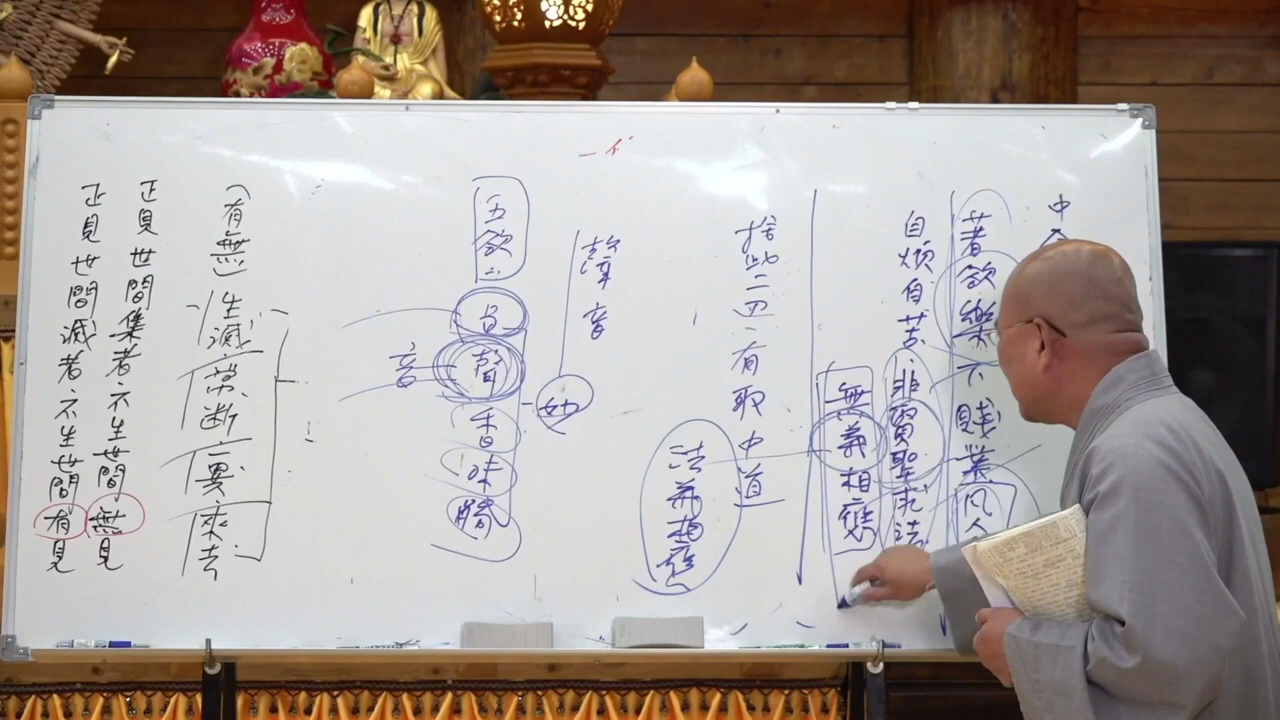 中
著欲樂不賤業凡人
自煩自苦非賢聖求法
無義相應
捨此二四有取中道
法義相應
聲音
妙
五欲
色
聲
香
味
觸
音
(有無)
生滅
常斷
一異
來去
正見世間集者不生世間無見
正見世間滅者不生世間有見